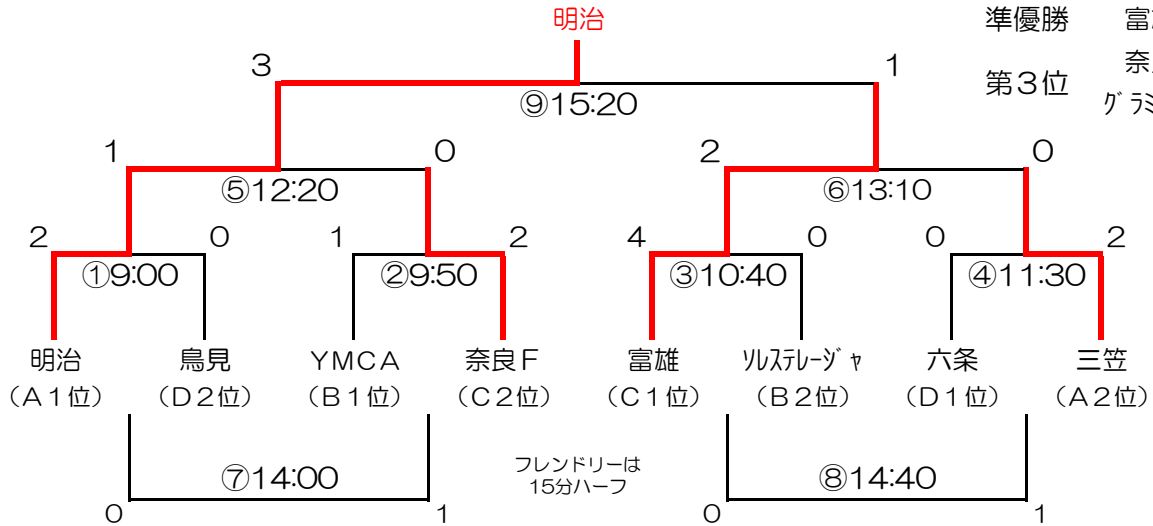 明治
準優勝 富
3 1
⑨15:20
奈
第3位
グラ
1 0 2 0
⑤12:20 ⑥13:10
2 0 1 2 4 0 0 2
①9:00 ②9:50 ③10:40 ④11:30
明治 鳥見 YMCA 奈良F 富雄 ソレステレージャ 六条 三笠
(A1位) (D2位) (B1位) (C2位) (C1位) (B2位) (D1位) (A2位)
⑦14:00 フレンドリーは ⑧14:40
15分ハーフ
0 1 0 1